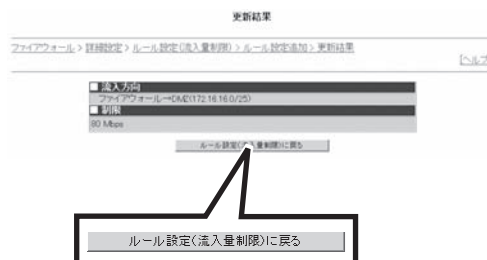 更新結果
ファイアウォール > 詳細設定 > ルール設定(流入量制限) > ルール設定追加 > 更新結果
[ヘルプ
■ 流入方向
ファイアウォール→DMZ(172.16.16.0/25)
■ 制限
80 Mbps
ルール設定(流入量制限)に戻る
ルール設定(流入量制限)に戻る